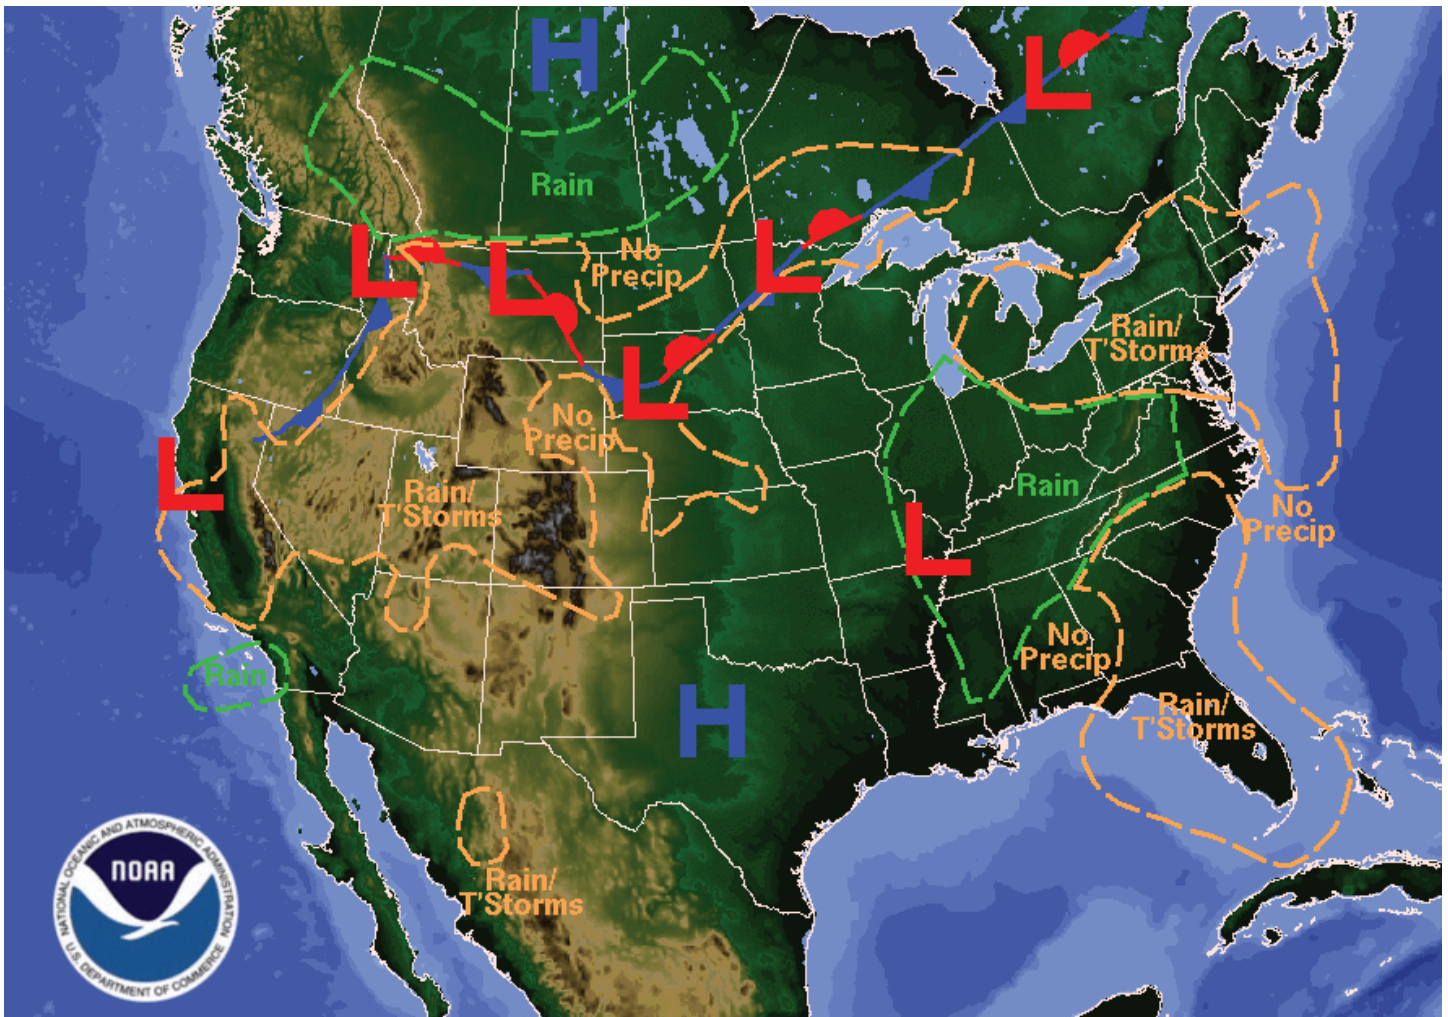 H
L
Rain
No
Precip
L
L
L
Rain/
T'Storms
L
No
Precip
L
Rain/
T'Storms
Rain
No
Precip
L
No
Precip
Rain
H
Rain/
T'Storms
Rain/
T'Storms
NATIONAL OCEANIC AND ATMOSPHERIC ADMINISTRATION
NOAA
U.S. DEPARTMENT OF COMMERCE